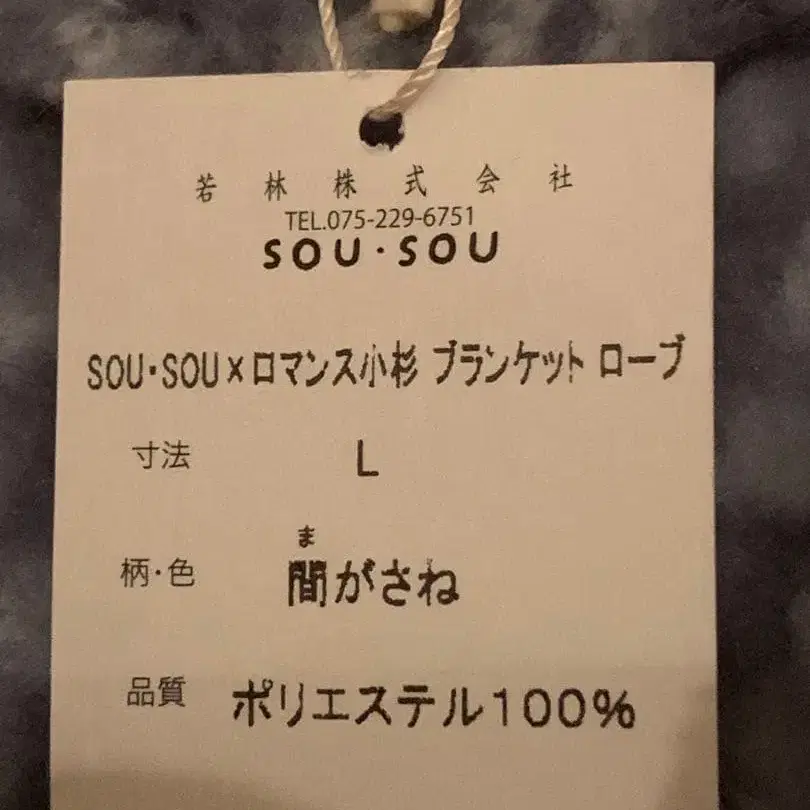 若林株式会社
TEL.075-229-6751
SOU・SOU
SOU・SOU×ロマンス小杉 ブランケット ローブ
寸法 L
ま
柄・色 間がさね
品質 ポリエステル100%